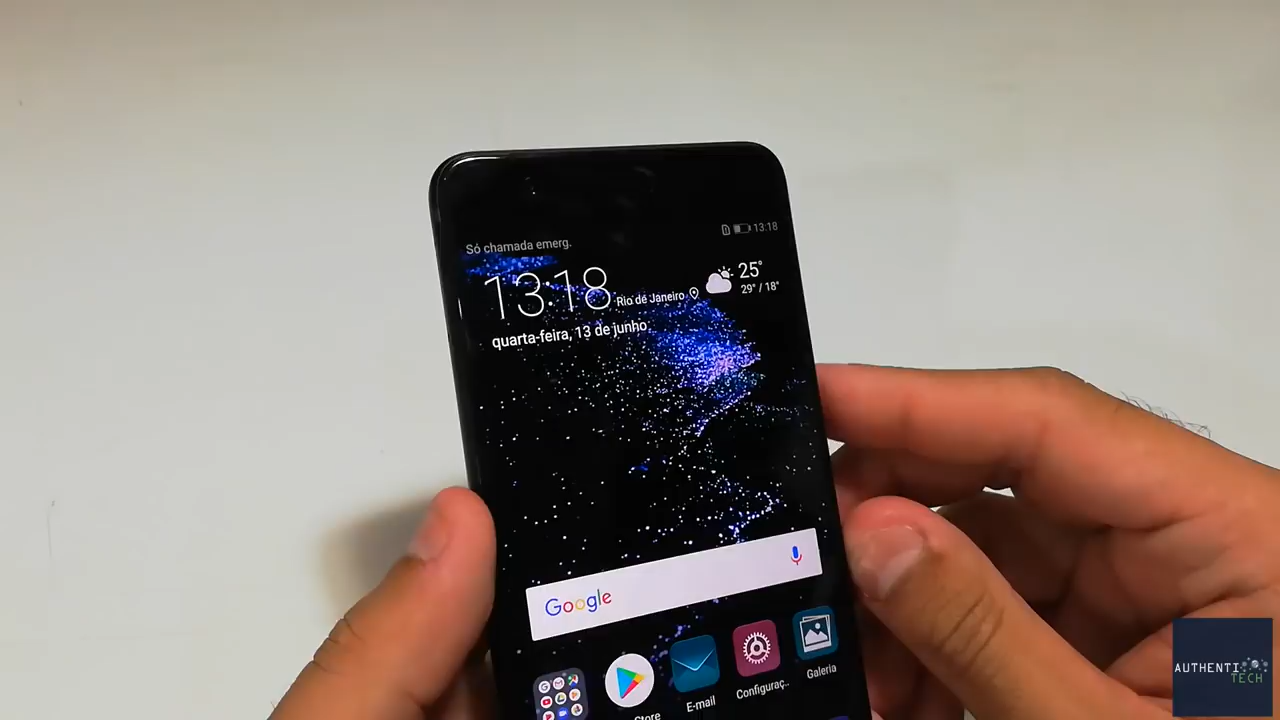 Só chamada emerg.
13:18
13:18
Rio de Janeiro
25°
29° / 18°
quarta-feira, 13 de junho
Google
Store
E-mail
Configuraç..
Galeria
AUTHENTI
TECH